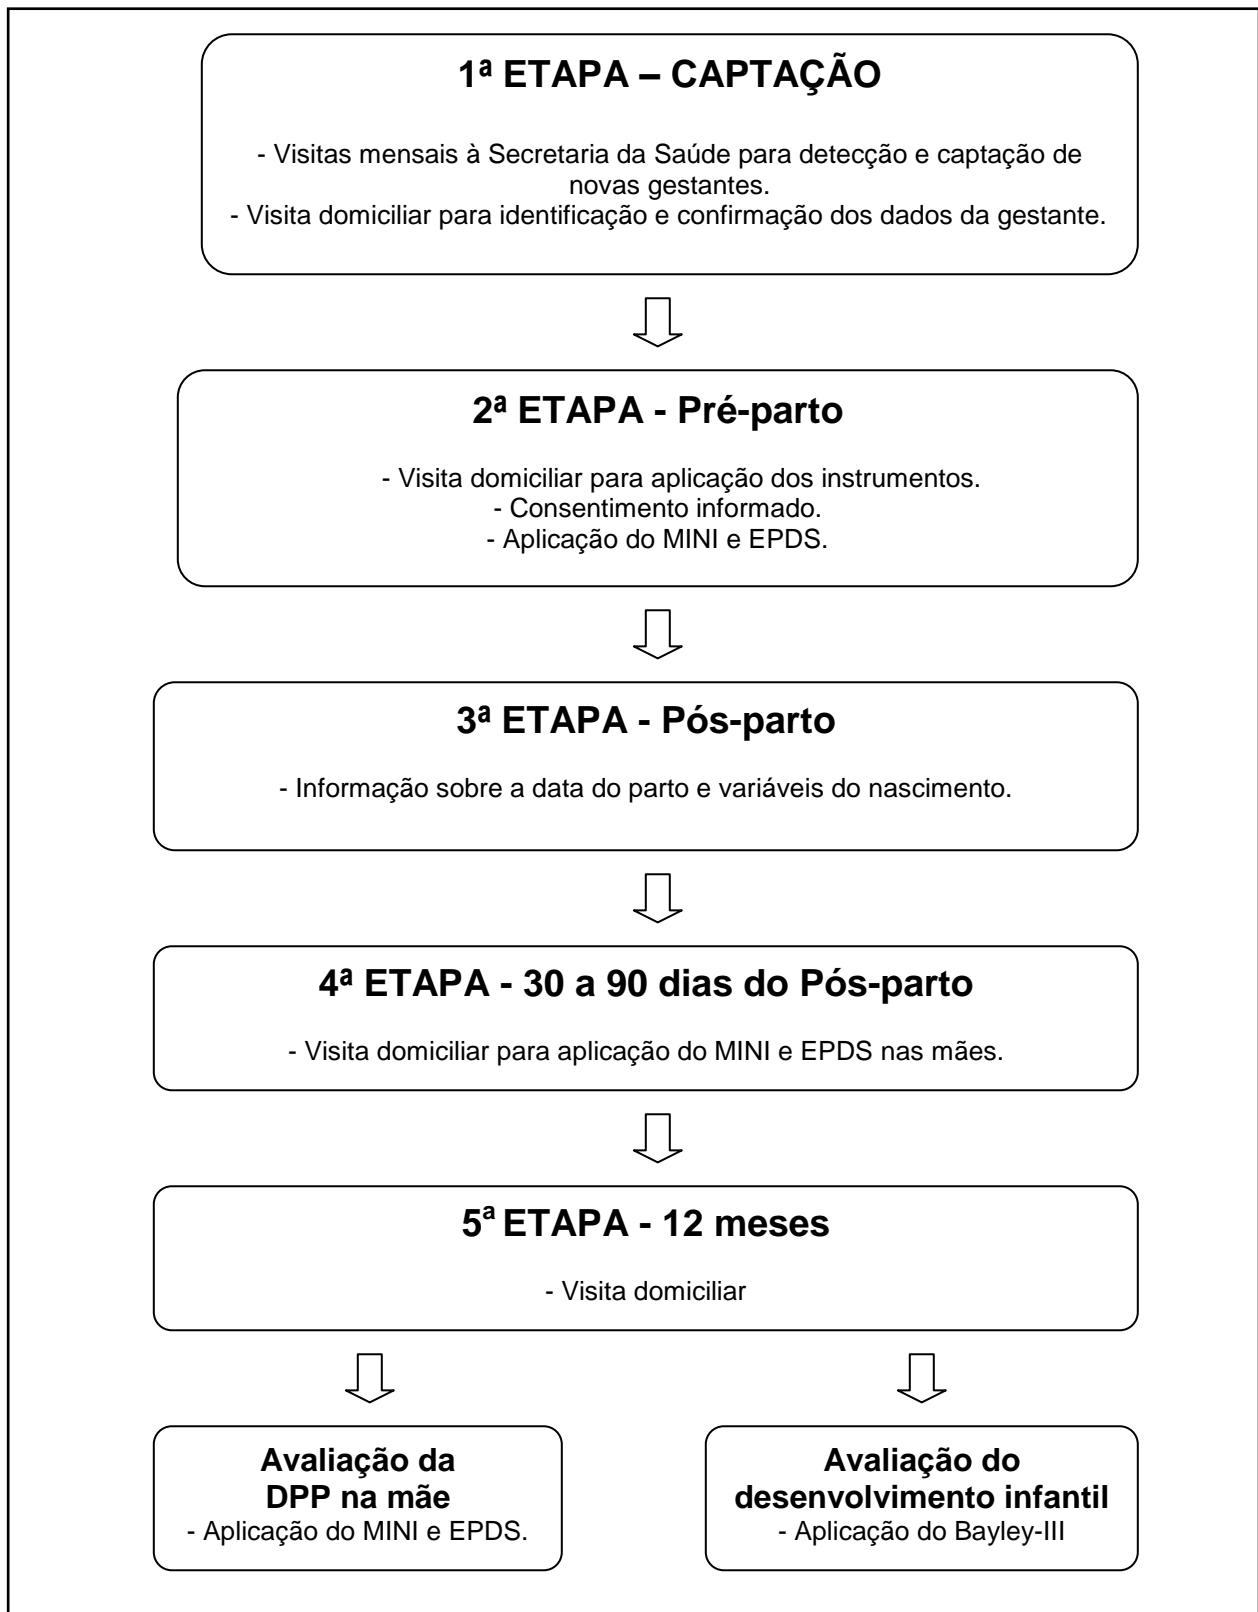 1ª ETAPA – CAPTAÇÃO
- Visitas mensais à Secretaria da Saúde para detecção e captação de
novas gestantes.
- Visita domiciliar para identificação e confirmação dos dados da gestante.
2ª ETAPA - Pré-parto
- Visita domiciliar para aplicação dos instrumentos.
- Consentimento informado.
- Aplicação do MINI e EPDS.
3ª ETAPA - Pós-parto
- Informação sobre a data do parto e variáveis do nascimento.
4ª ETAPA - 30 a 90 dias do Pós-parto
- Visita domiciliar para aplicação do MINI e EPDS nas mães.
5ª ETAPA - 12 meses
- Visita domiciliar
Avaliação da
DPP na mãe
- Aplicação do MINI e EPDS.
Avaliação do
desenvolvimento infantil
- Aplicação do Bayley-III